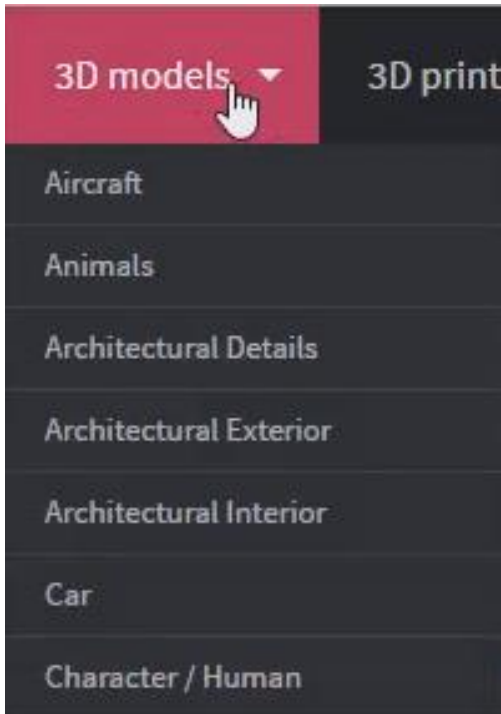 3D models 3D print
Aircraft
Animals
Architectural Details
Architectural Exterior
Architectural Interior
Car
Character / Human